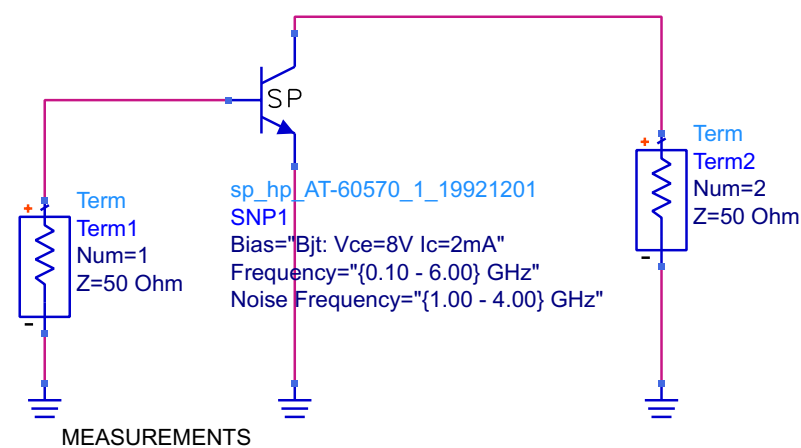 SP
Term
Term1
Num=1
Z=50 Ohm
sp_hp_AT-60570_1_19921201
SNP1
Bias="Bjt: Vce=8V Ic=2mA"
Frequency="{0.10 - 6.00} GHz"
Noise Frequency="{1.00 - 4.00} GHz"
Term
Term2
Num=2
Z=50 Ohm
MEASUREMENTS